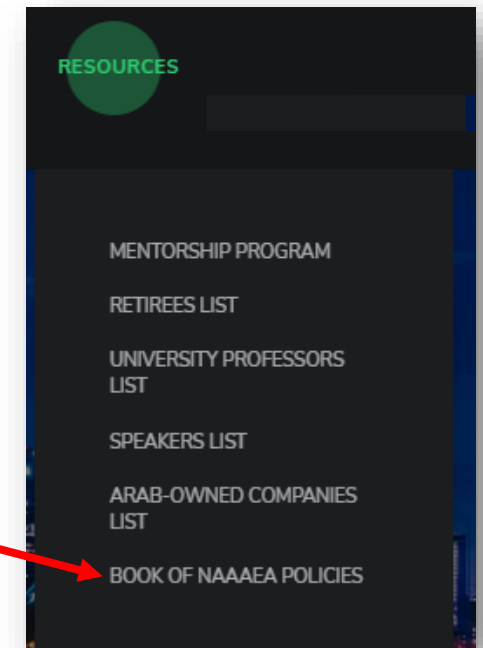 RESOURCES
MENTORSHIP PROGRAM
RETIREES LIST
UNIVERSITY PROFESSORS
LIST
SPEAKERS LIST
ARAB-OWNED COMPANIES
LIST
BOOK OF NAAAEA POLICIES